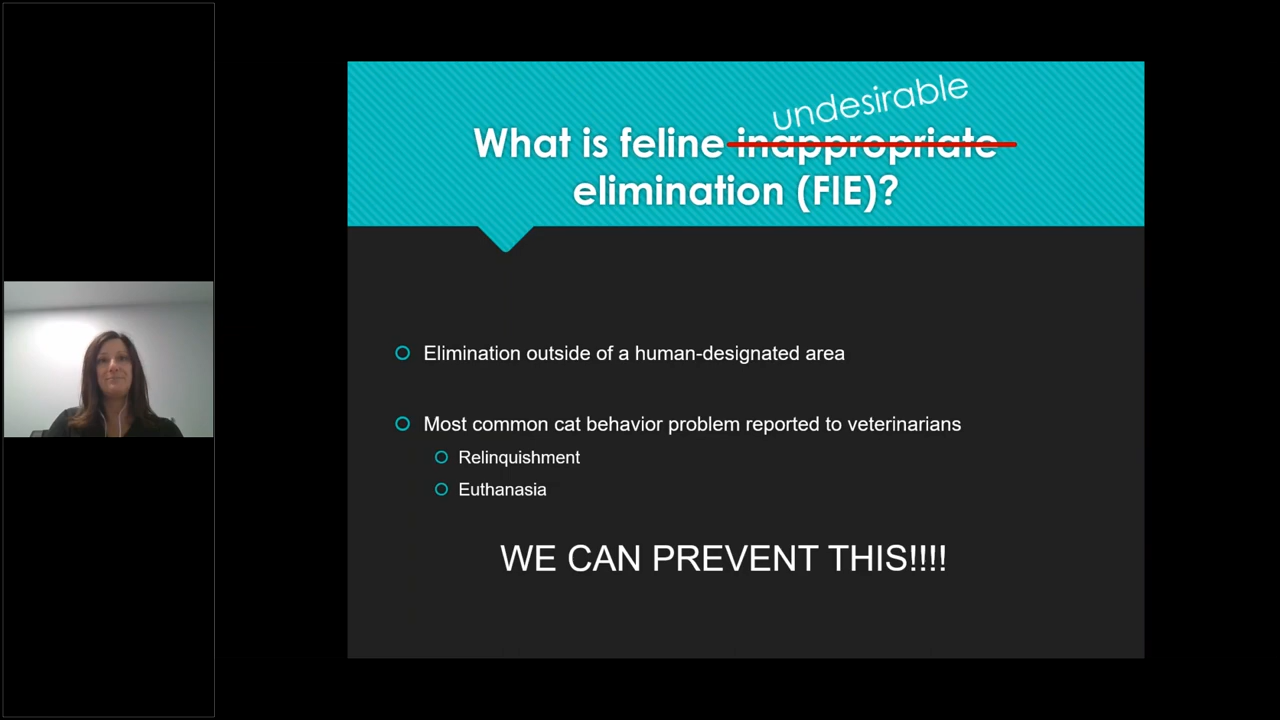 undesirable
What is feline inappropriate
elimination (FIE)?
Elimination outside of a human-designated area
Most common cat behavior problem reported to veterinarians
Relinquishment
Euthanasia
WE CAN PREVENT THIS!!!!